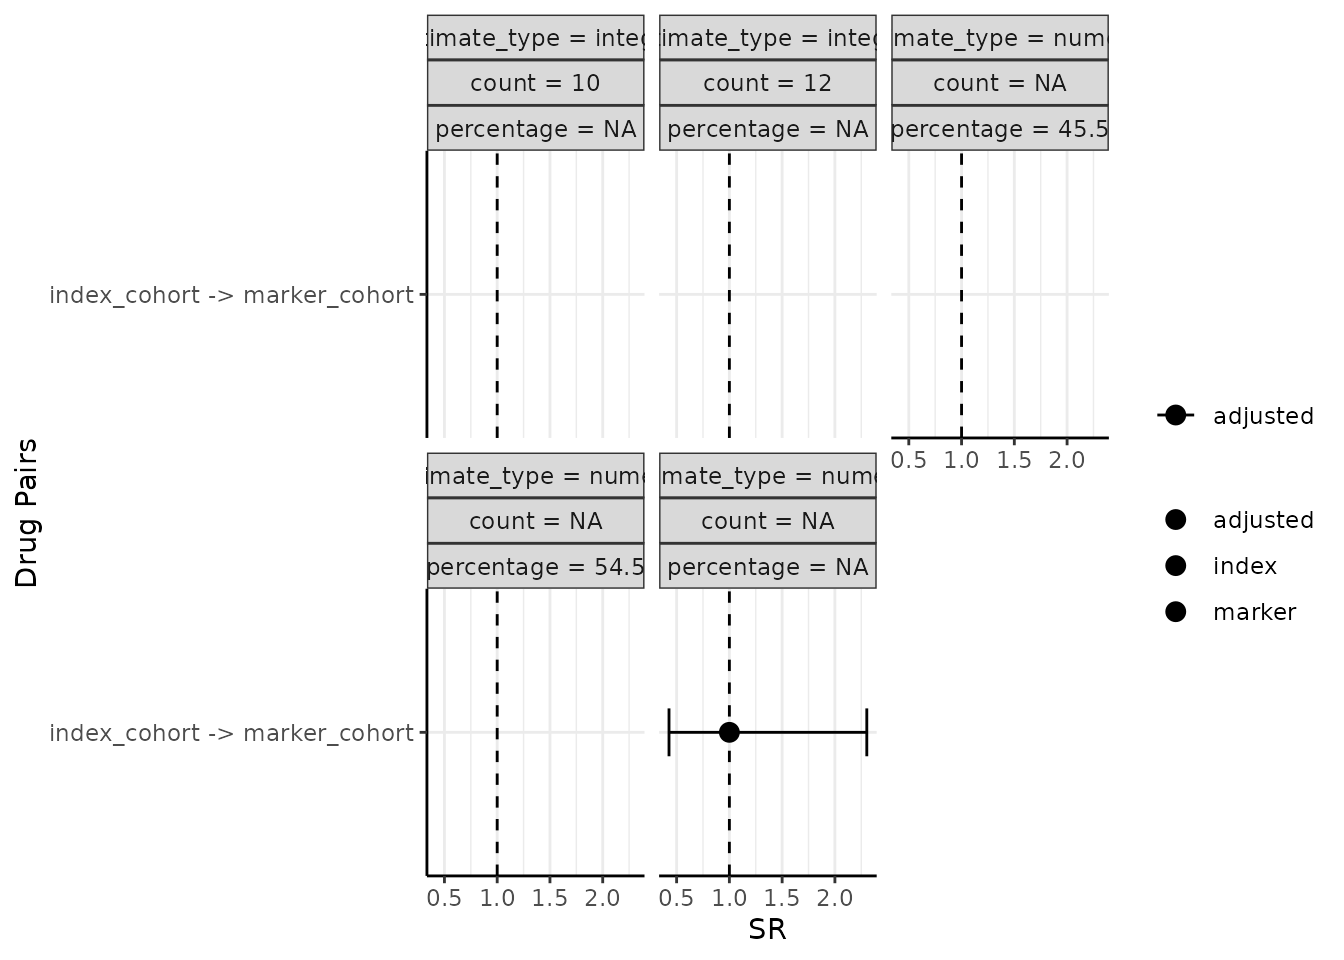 imate_type = integ
imate_type = integ
mate_type = nume
count = 10
count = 12
count = NA
percentage = NA
percentage = NA
percentage = 45.5
index_cohort -> marker_cohort
0.5 1.0 1.5 2.0
imate_type = nume
mate_type = nume
count = NA
count = NA
percentage = 54.5
percentage = NA
index_cohort -> marker_cohort
0.5 1.0 1.5 2.0
0.5 1.0 1.5 2.0
SR
Drug Pairs
adjusted
adjusted
index
marker